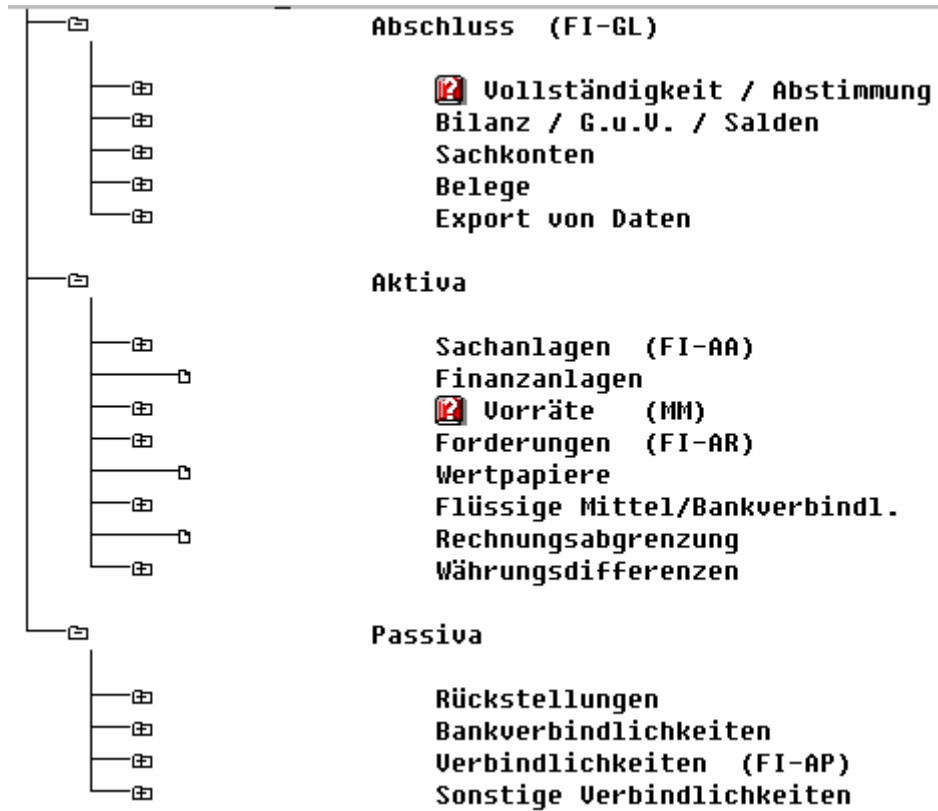 Abschluss (FI-GL)
Vollständigkeit / Abstimmung
Bilanz / G.u.V. / Salden
Sachkonten
Belege
Export von Daten
Aktiva
Sachanlagen (FI-AA)
Finanzanlagen
Vorräte (MM)
Forderungen (FI-AR)
Wertpapiere
Flüssige Mittel/Bankverbindl.
Rechnungsabgrenzung
Währungsdifferenzen
Passiva
Rückstellungen
Bankverbindlichkeiten
Verbindlichkeiten (FI-AP)
Sonstige Verbindlichkeiten